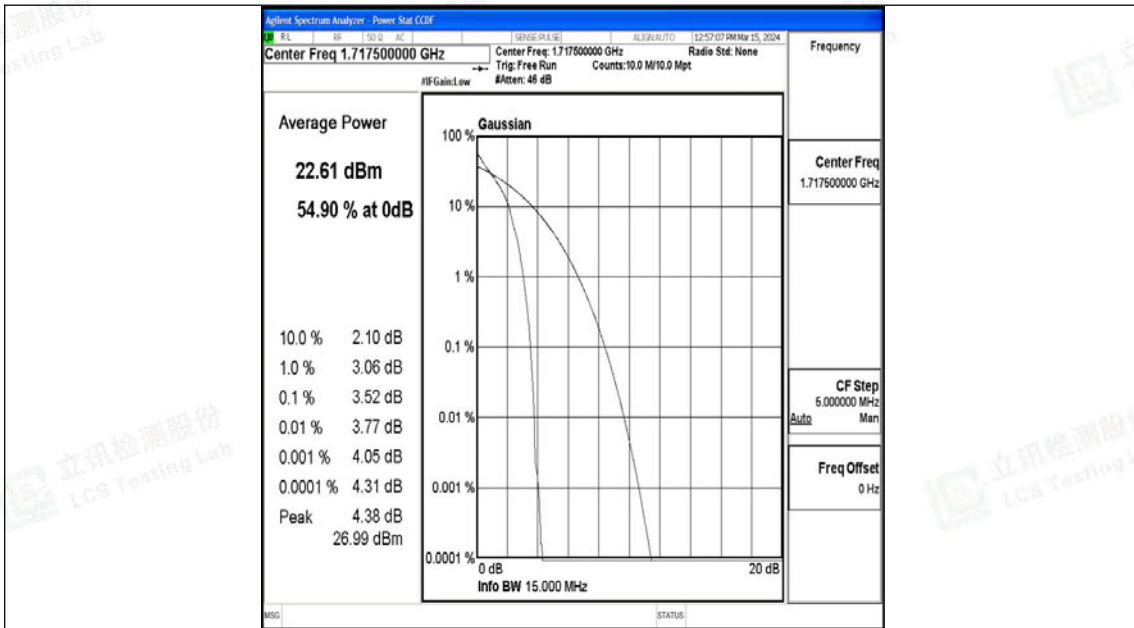 Agilent Spectrum Analyzer - Power Stat CCDF
RL RF 50 Ω AC SENSE:PULSE ALIGNAUTO 12:57:07 PM Mar 15, 2024
Center Freq 1.717500000 GHz
Center Freq: 1.717500000 GHz Radio Std: None
Trig: Free Run Counts:10.0 M/10.0 Mpt
#IFGain:Low #Atten: 46 dB
Frequency
Average Power
22.61 dBm
54.90 % at 0dB
10.0 % 2.10 dB
1.0 % 3.06 dB
0.1 % 3.52 dB
0.01 % 3.77 dB
0.001 % 4.05 dB
0.0001 % 4.31 dB
Peak 4.38 dB
26.99 dBm
Gaussian
100 %
10 %
1 %
0.1 %
0.01 %
0.001 %
0.0001 %
0 dB 20 dB
Info BW 15.000 MHz
Center Freq
1.717500000 GHz
CF Step
5.000000 MHz
Auto Man
Freq Offset
0 Hz
MSG STATUS
立讯检测股份
LCS Testing Lab